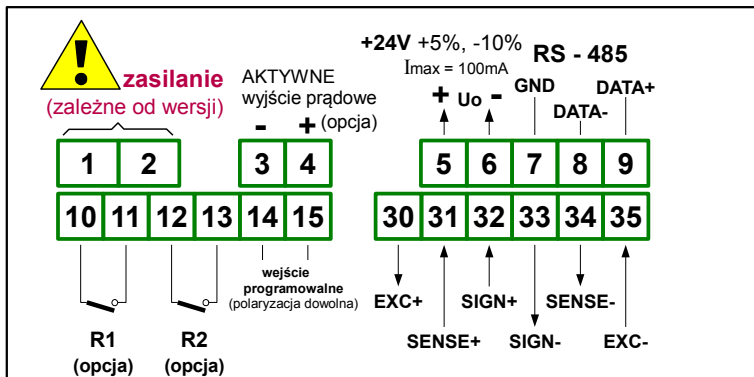 !
zasilanie
(zależne od wersji)
AKTYWNE
wyjście prądowe
(opcja)
- +
+24V +5%, -10%
Imax = 100mA
+ Uo -
RS - 485
GND
DATA-
DATA+
1 2 3 4 5 6 7 8 9
10 11 12 13 14 15 30 31 32 33 34 35
R1
(opcja)
R2
(opcja)
wejście
programowalne
(polaryzacja dowolna)
EXC+
SENSE+
SIGN+
SIGN-
SENSE-
EXC-